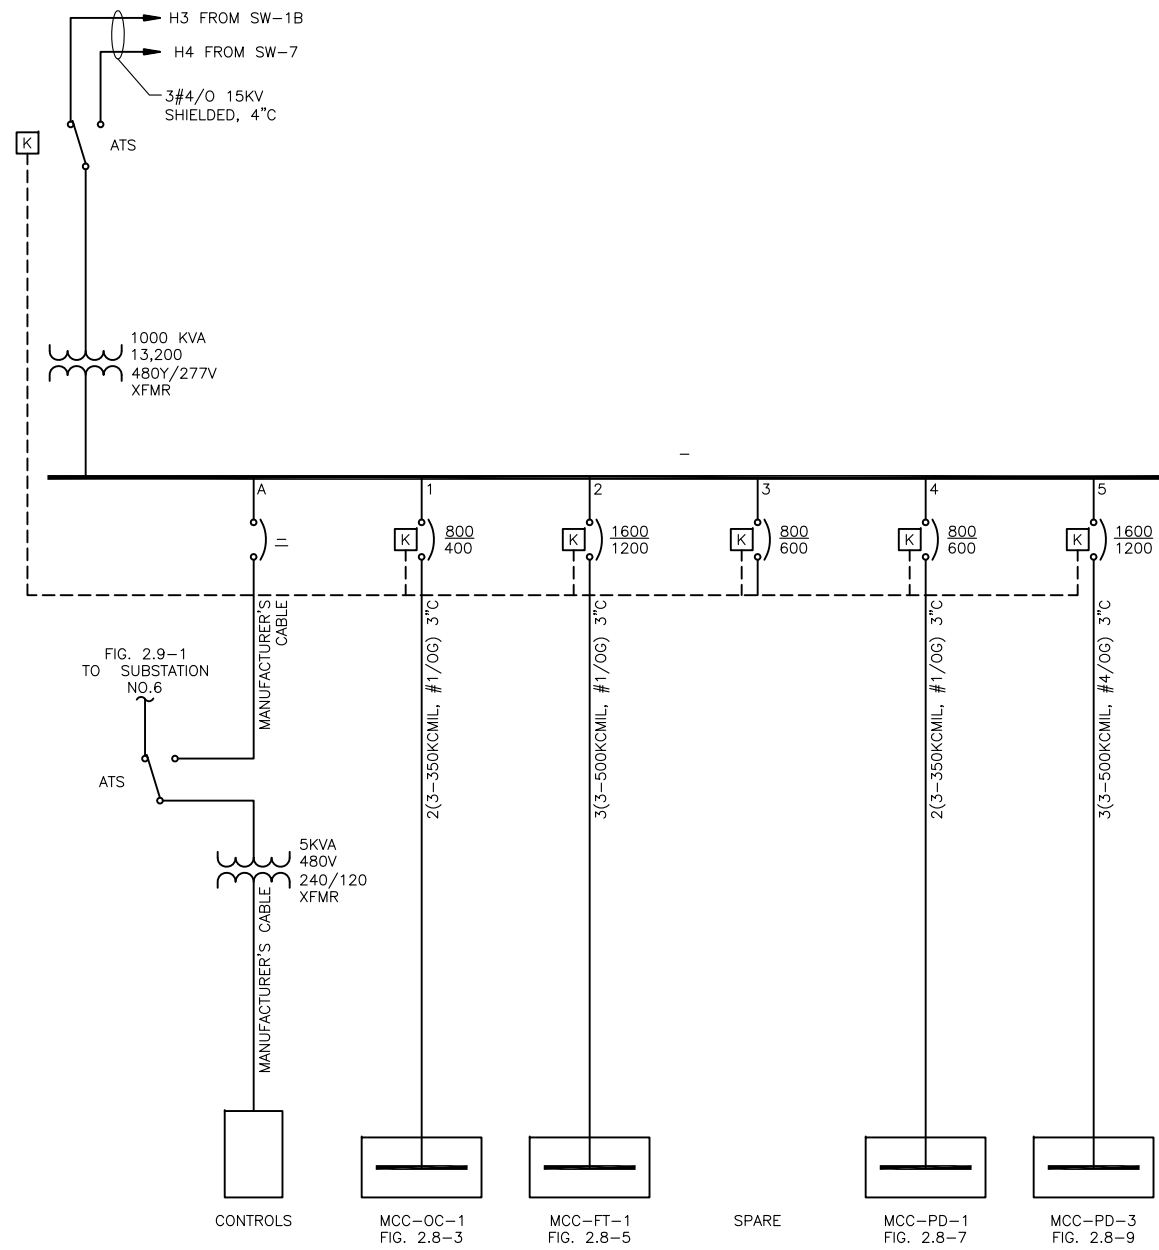 H3 FROM SW-1B
H4 FROM SW-7
3#4/0 15KV
SHIELDED, 4"C
K
ATS
1000 KVA
13,200
480Y/277V
XFMR
-
A
1
2
3
4
5
-
K
800
400
K
1600
1200
K
800
600
K
800
600
K
1600
1200
MANUFACTURER'S
CABLE
2(3-350KCMIL, #1/0G) 3"C
3(3-500KCMIL, #1/0G) 3"C
2(3-350KCMIL, #1/0G) 3"C
3(3-500KCMIL, #4/0G) 3"C
FIG. 2.9-1
TO SUBSTATION
NO.6
ATS
5KVA
480V
240/120
XFMR
MANUFACTURER'S CABLE
CONTROLS
MCC-OC-1
FIG. 2.8-3
MCC-FT-1
FIG. 2.8-5
SPARE
MCC-PD-1
FIG. 2.8-7
MCC-PD-3
FIG. 2.8-9